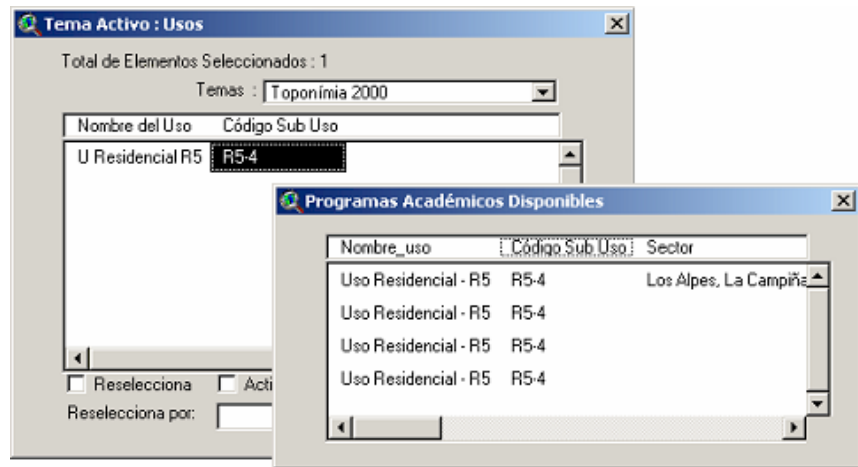 Tema Activo : Usos
Total de Elementos Seleccionados : 1
Temas : Toponímia 2000
Nombre del Uso Código Sub Uso
U Residencial R5 R5-4
Reselecciona Acti
Reselecciona por:
Programas Académicos Disponibles
Nombre_uso Código Sub Uso Sector
Uso Residencial - R5 R5-4 Los Alpes, La Campiña
Uso Residencial - R5 R5-4
Uso Residencial - R5 R5-4
Uso Residencial - R5 R5-4